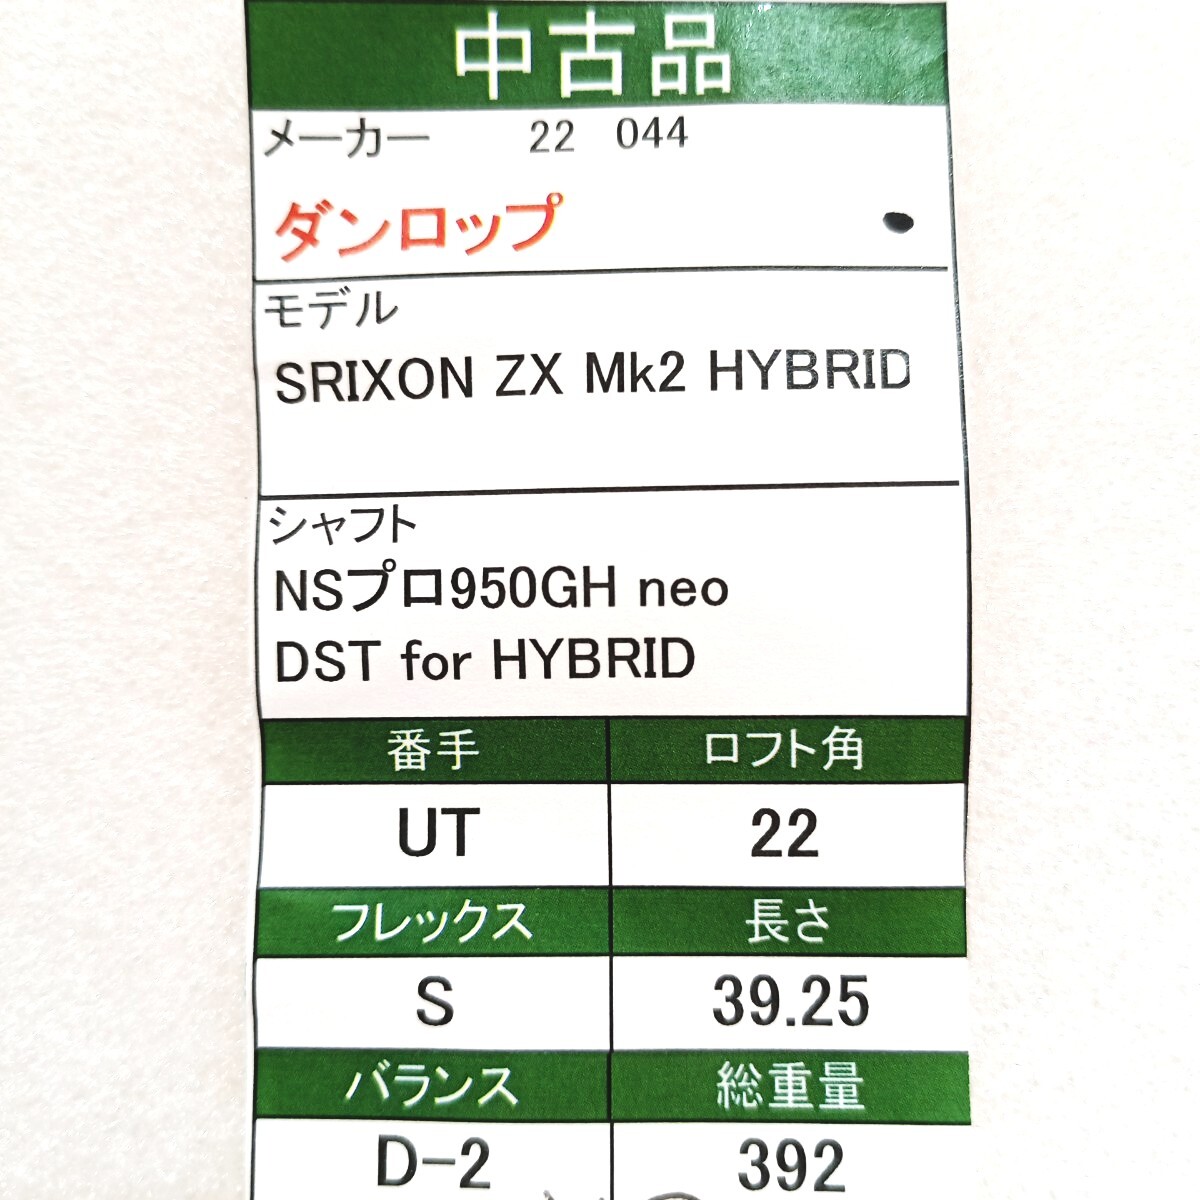 中古品
メーカー 22 044
ダンロップ
モデル
SRIXON ZX Mk2 HYBRID
シャフト
NSプロ950GH neo
DST for HYBRID
番手 ロフト角
UT 22
フレックス 長さ
S 39.25
バランス 総重量
D-2 392